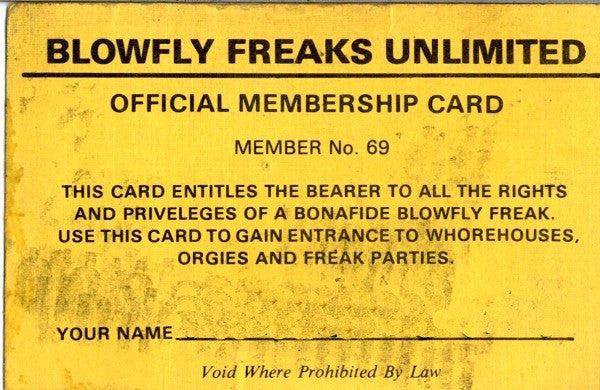 BLOWFLY FREAKS UNLIMITED
OFFICIAL MEMBERSHIP CARD
MEMBER No. 69
THIS CARD ENTITLES THE BEARER TO ALL THE RIGHTS
AND PRIVELEGES OF A BONAFIDE BLOWFLY FREAK.
USE THIS CARD TO GAIN ENTRANCE TO WHOREHOUSES,
ORGIES AND FREAK PARTIES.
YOUR NAME
Void Where Prohibited By Law